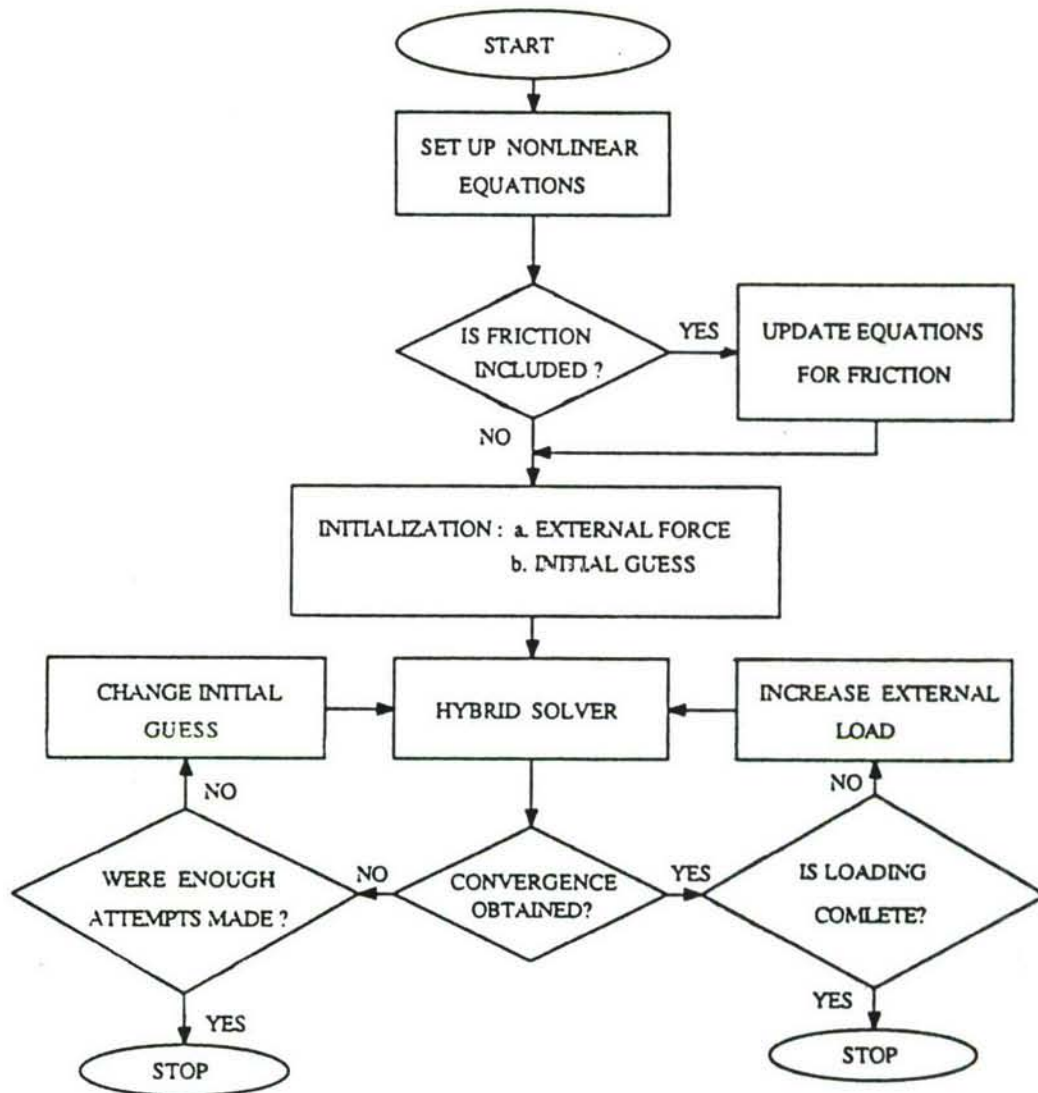 START
SET UP NONLINEAR
EQUATIONS
IS FRICTION
INCLUDED ?
YES
UPDATE EQUATIONS
FOR FRICTION
NO
INITIALIZATION : a. EXTERNAL FORCE
b. INITIAL GUESS
CHANGE INITIAL
GUESS
HYBRID SOLVER
INCREASE EXTERNAL
LOAD
NO
NO
WERE ENOUGH
ATTEMPTS MADE ?
NO
CONVERGENCE
OBTAINED?
YES
IS LOADING
COMLETE?
YES
YES
STOP
STOP